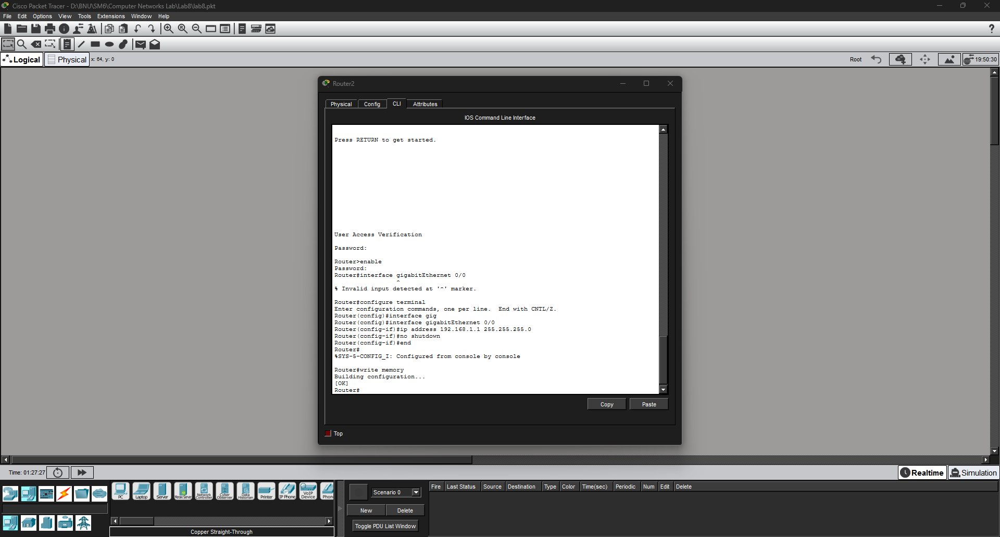 Cisco Packet Tracer - D:\BNU\SM6\Computer Networks Lab\Lab8\lab8.pkt
File Edit Options View Tools Extensions Window Help
?
Logical Physical x: 64, y: 0 Root 19:50:30
Router2
Physical Config CLI Attributes
IOS Command Line Interface
Press RETURN to get started.
User Access Verification
Password:
Router>enable
Password:
Router#interface gigabitEthernet 0/0
^
% Invalid input detected at '^' marker.
Router#configure terminal
Enter configuration commands, one per line.  End with CNTL/Z.
Router(config)#interface gig
Router(config)#interface gigabitEthernet 0/0
Router(config-if)#ip address 192.168.1.1 255.255.255.0
Router(config-if)#no shutdown
Router(config-if)#end
Router#
%SYS-5-CONFIG_I: Configured from console by console
Router#write memory
Building configuration...
[OK]
Router#
Copy Paste
Top
Time: 01:27:27 Realtime Simulation
PC Laptop Server Meraki Server Network Controller Cyber Observer Data Historian Printer IP Phone VoIP Device Phon
Copper Straight-Through
Scenario 0
New Delete
Toggle PDU List Window
Fire Last Status Source Destination Type Color Time(sec) Periodic Num Edit Delete